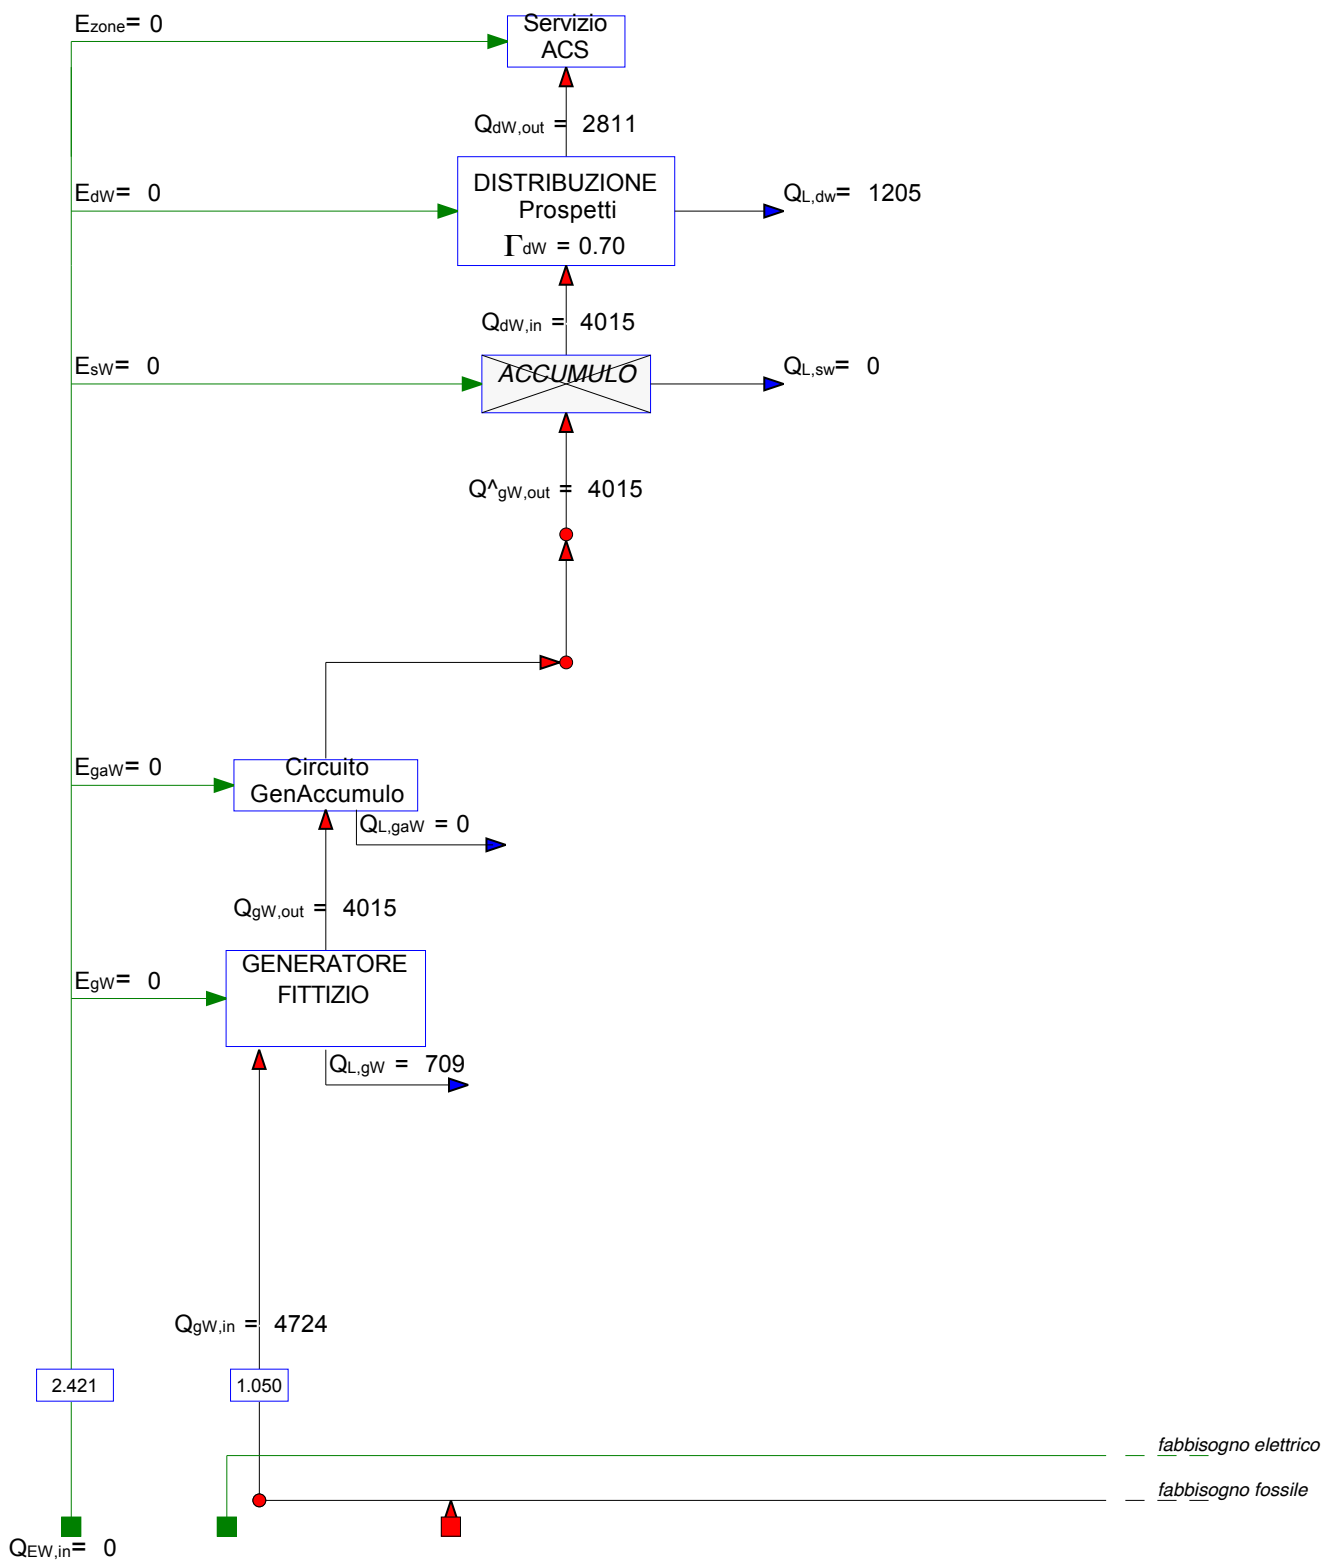 Ezone= 0
Servizio
ACS
QdW,out = 2811
EdW= 0
DISTRIBUZIONE
Prospetti
ΓdW = 0.70
QL,dw= 1205
QdW,in = 4015
EsW= 0
ACCUMULO
QL,sw= 0
Q^gW,out = 4015
EgaW= 0
Circuito
GenAccumulo
QL,gaW = 0
QgW,out = 4015
EgW= 0
GENERATORE
FITTIZIO
QL,gW = 709
QgW,in = 4724
2.421
1.050
fabbisogno elettrico
fabbisogno fossile
QEW,in= 0